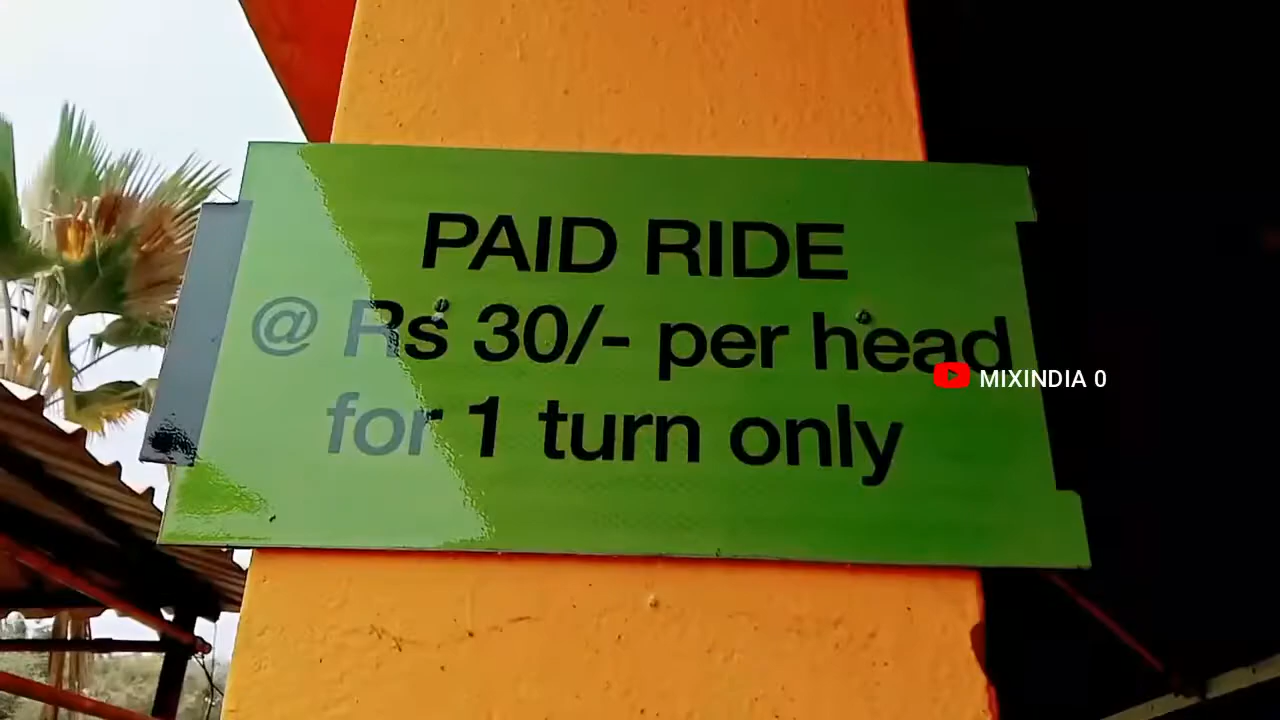 PAID RIDE
@ Rs 30/- per head
for 1 turn only
MIXINDIA 0